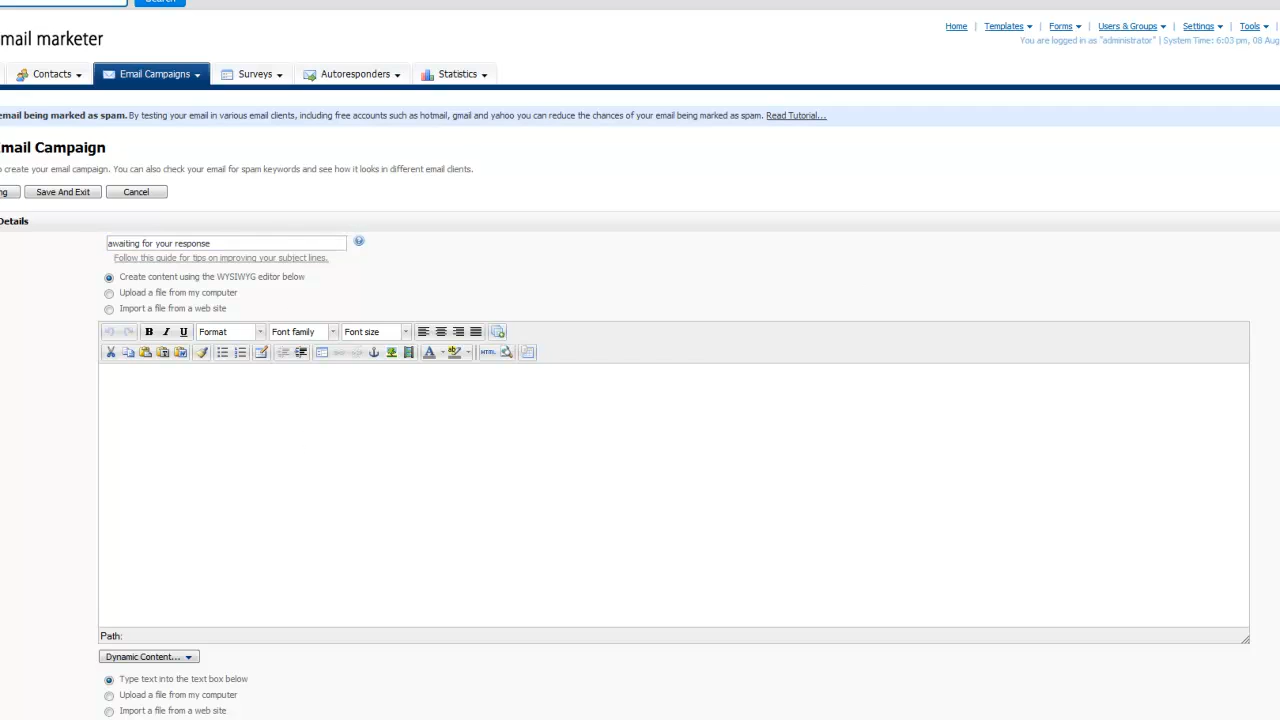 Search
mail marketer
Home | Templates | Forms | Users & Groups | Settings | Tools |
You are logged in as "administrator" | System Time: 6:03 pm, 08 Aug
Contacts Email Campaigns Surveys Autoresponders Statistics
email being marked as spam. By testing your email in various email clients, including free accounts such as hotmail, gmail and yahoo you can reduce the chances of your email being marked as spam. Read Tutorial...
mail Campaign
o create your email campaign. You can also check your email for spam keywords and see how it looks in different email clients.
ng Save And Exit Cancel
Details
awaiting for your response
Follow this guide for tips on improving your subject lines.
Create content using the WYSIWYG editor below
Upload a file from my computer
Import a file from a web site
B I U Format Font family Font size
HTML
Path:
Dynamic Content...
Type text into the text box below
Upload a file from my computer
Import a file from a web site